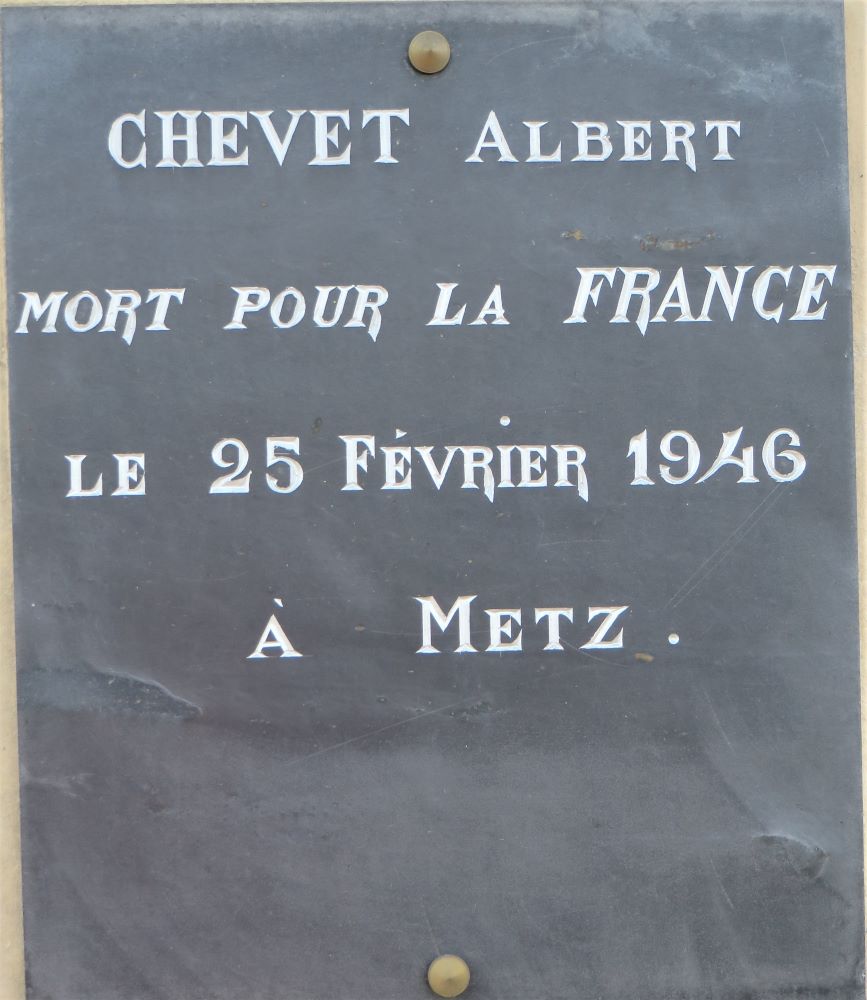 CHEVET ALBERT
MORT POUR LA FRANCE
LE 25 FÉVRIER 1946
À METZ.